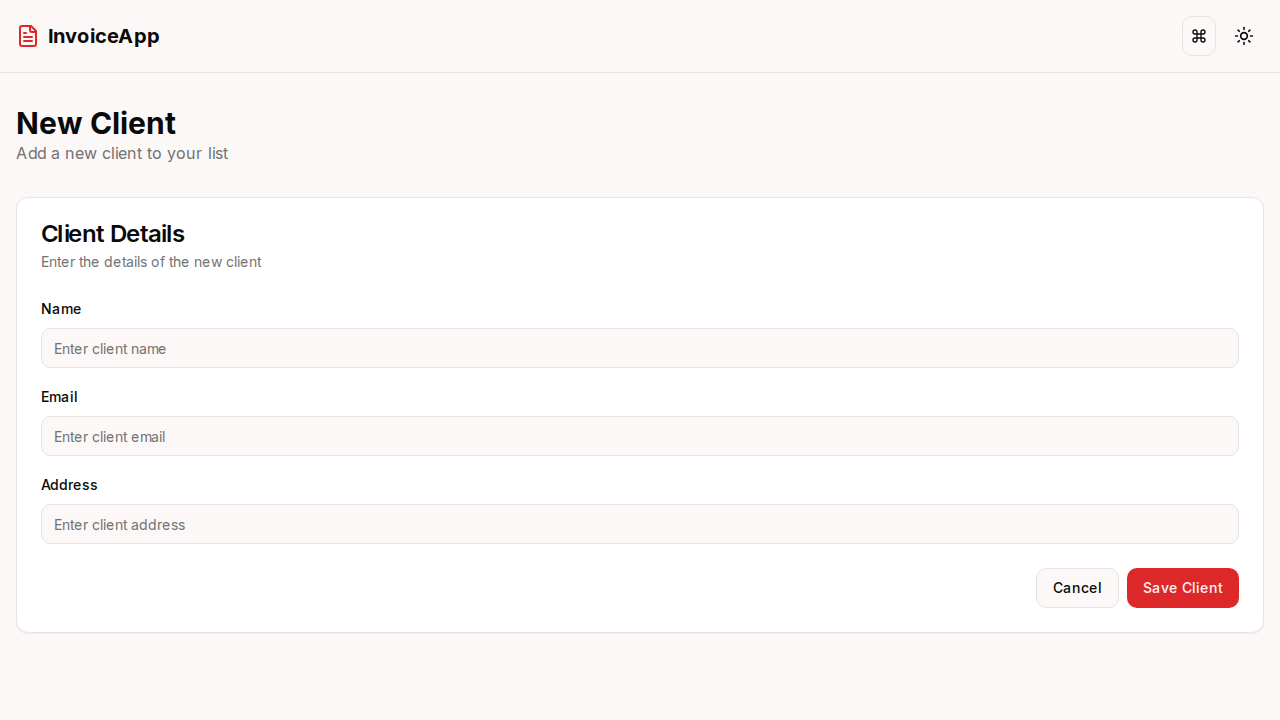 InvoiceApp
⌘
New Client
Add a new client to your list
Client Details
Enter the details of the new client
Name
Enter client name
Email
Enter client email
Address
Enter client address
Cancel
Save Client